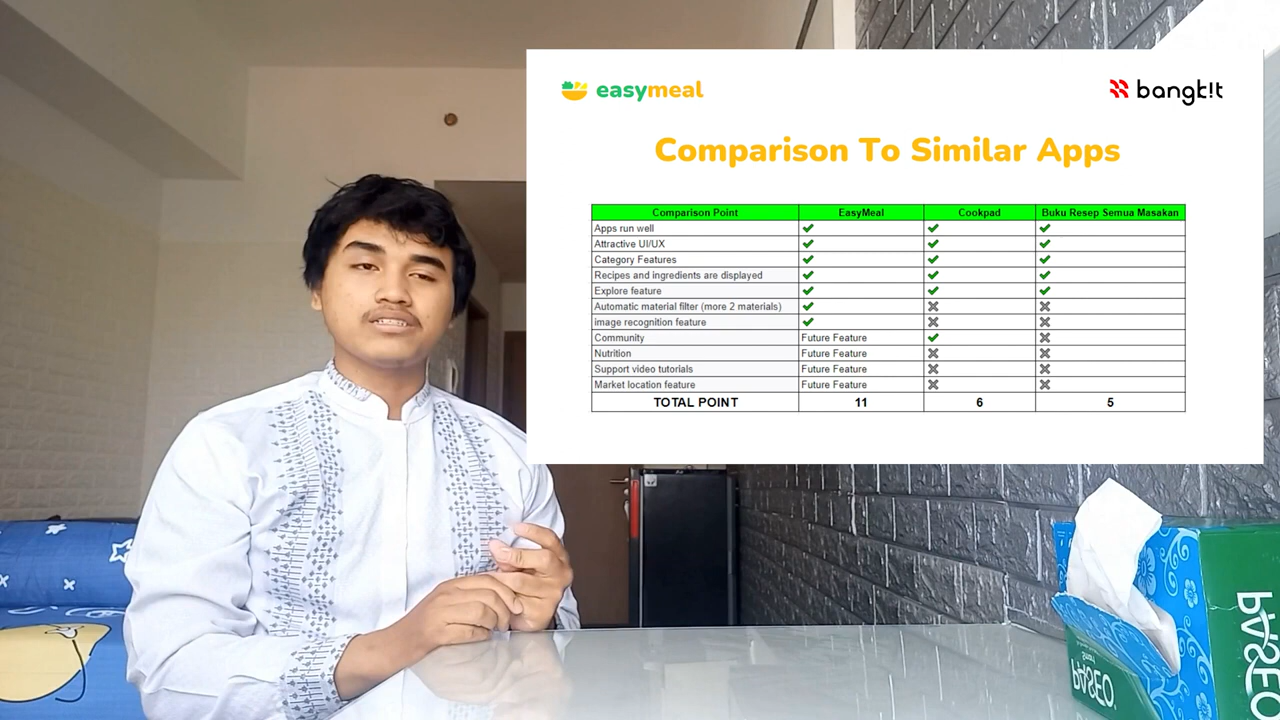 easymeal
bangk!t
Comparison To Similar Apps
Comparison Point EasyMeal Cookpad Buku Resep Semua Masakan
Apps run well ✔ ✔ ✔
Attractive UI/UX ✔ ✔ ✔
Category Features ✔ ✔ ✔
Recipes and ingredients are displayed ✔ ✔ ✔
Explore feature ✔ ✔ ✔
Automatic material filter (more 2 materials) ✔ ✖ ✖
image recognition feature ✔ ✖ ✖
Community Future Feature ✔ ✖
Nutrition Future Feature ✖ ✖
Support video tutorials Future Feature ✖ ✖
Market location feature Future Feature ✖ ✖
TOTAL POINT 11 6 5
PASEO
PASEO